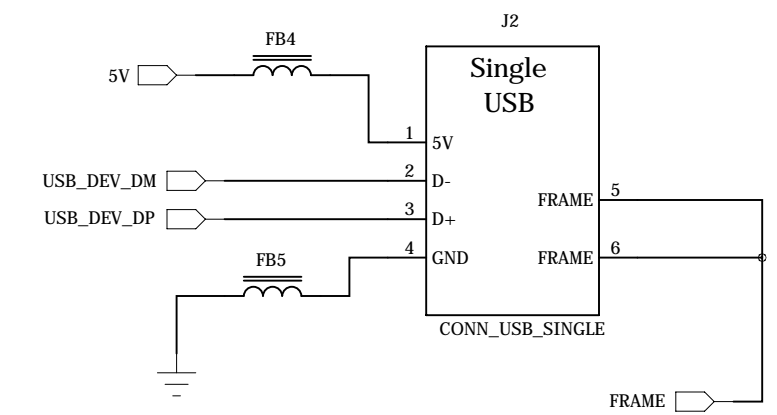 J2
FB4
5V
Single
USB
1
5V
USB_DEV_DM
2
D-
USB_DEV_DP
3
D+
FRAME
5
4
GND
FRAME
6
FB5
CONN_USB_SINGLE
FRAME